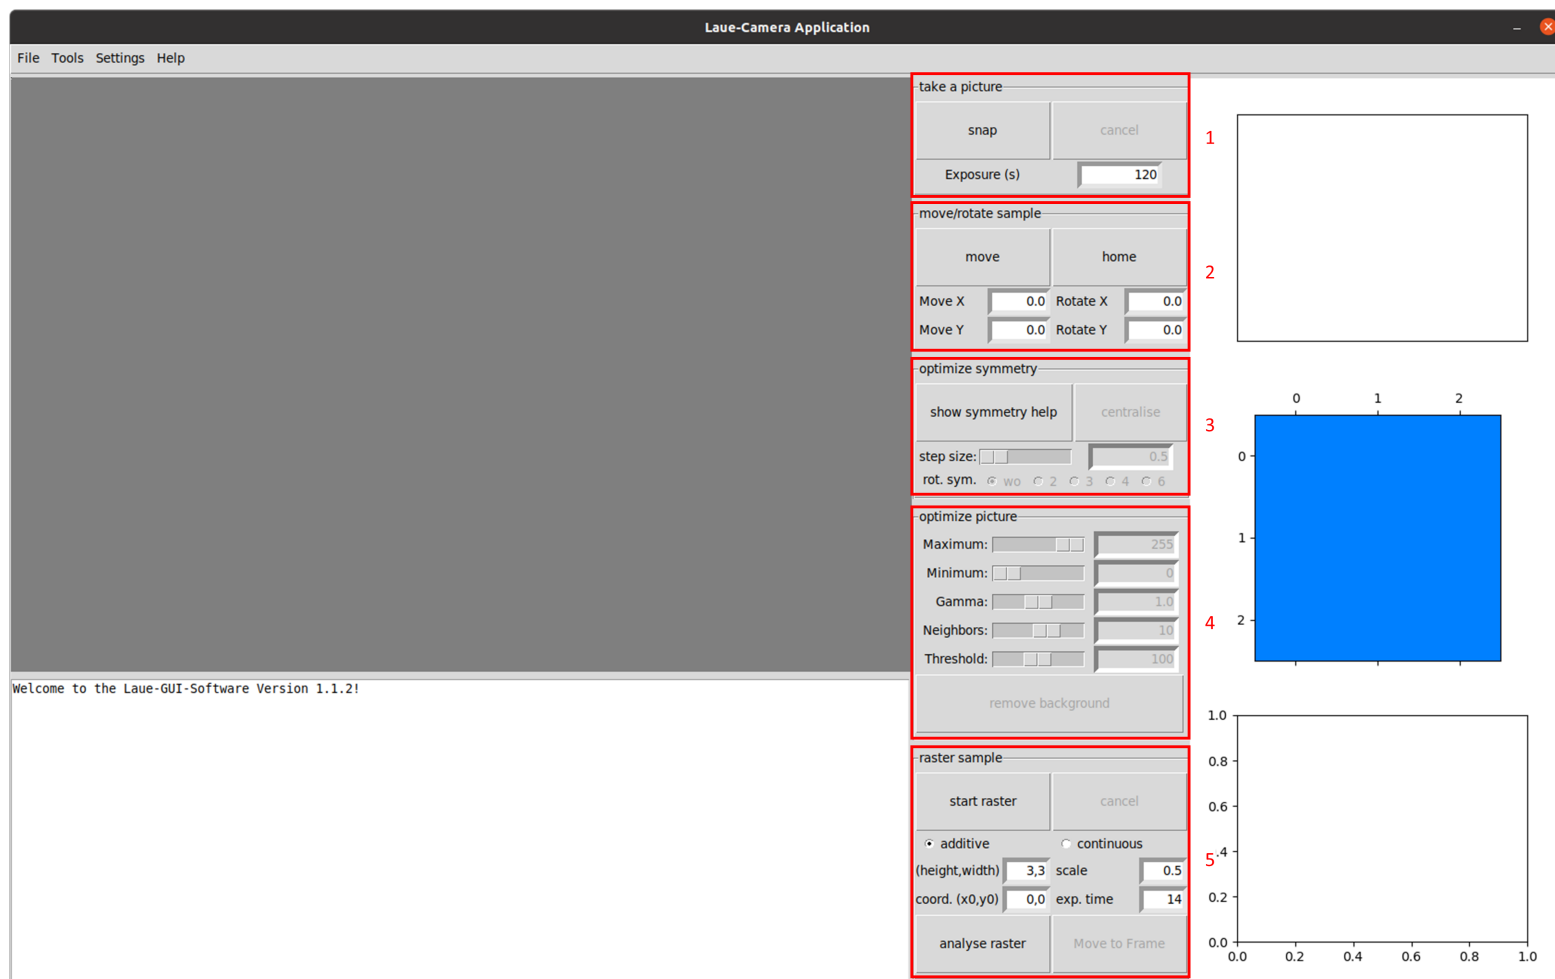 Laue-Camera Application
File Tools Settings Help
take a picture
snap cancel
1
Exposure (s) 120
move/rotate sample
move home
2
Move X 0.0 Rotate X 0.0
Move Y 0.0 Rotate Y 0.0
optimize symmetry
show symmetry help centralise
3
step size: 0.5
rot. sym. wo 2 3 4 6
optimize picture
Maximum: 255
Minimum: 0
Gamma: 1.0
Neighbors: 10
4
Threshold: 100
remove background
raster sample
start raster cancel
additive continuous
5
(height,width) 3,3 scale 0.5
coord. (x0,y0) 0,0 exp. time 14
analyse raster Move to Frame
0 1 2
0
1
2
1.0
0.8
0.6
.4
0.2
0.0
0.0 0.2 0.4 0.6 0.8 1.0
Welcome to the Laue-GUI-Software Version 1.1.2!